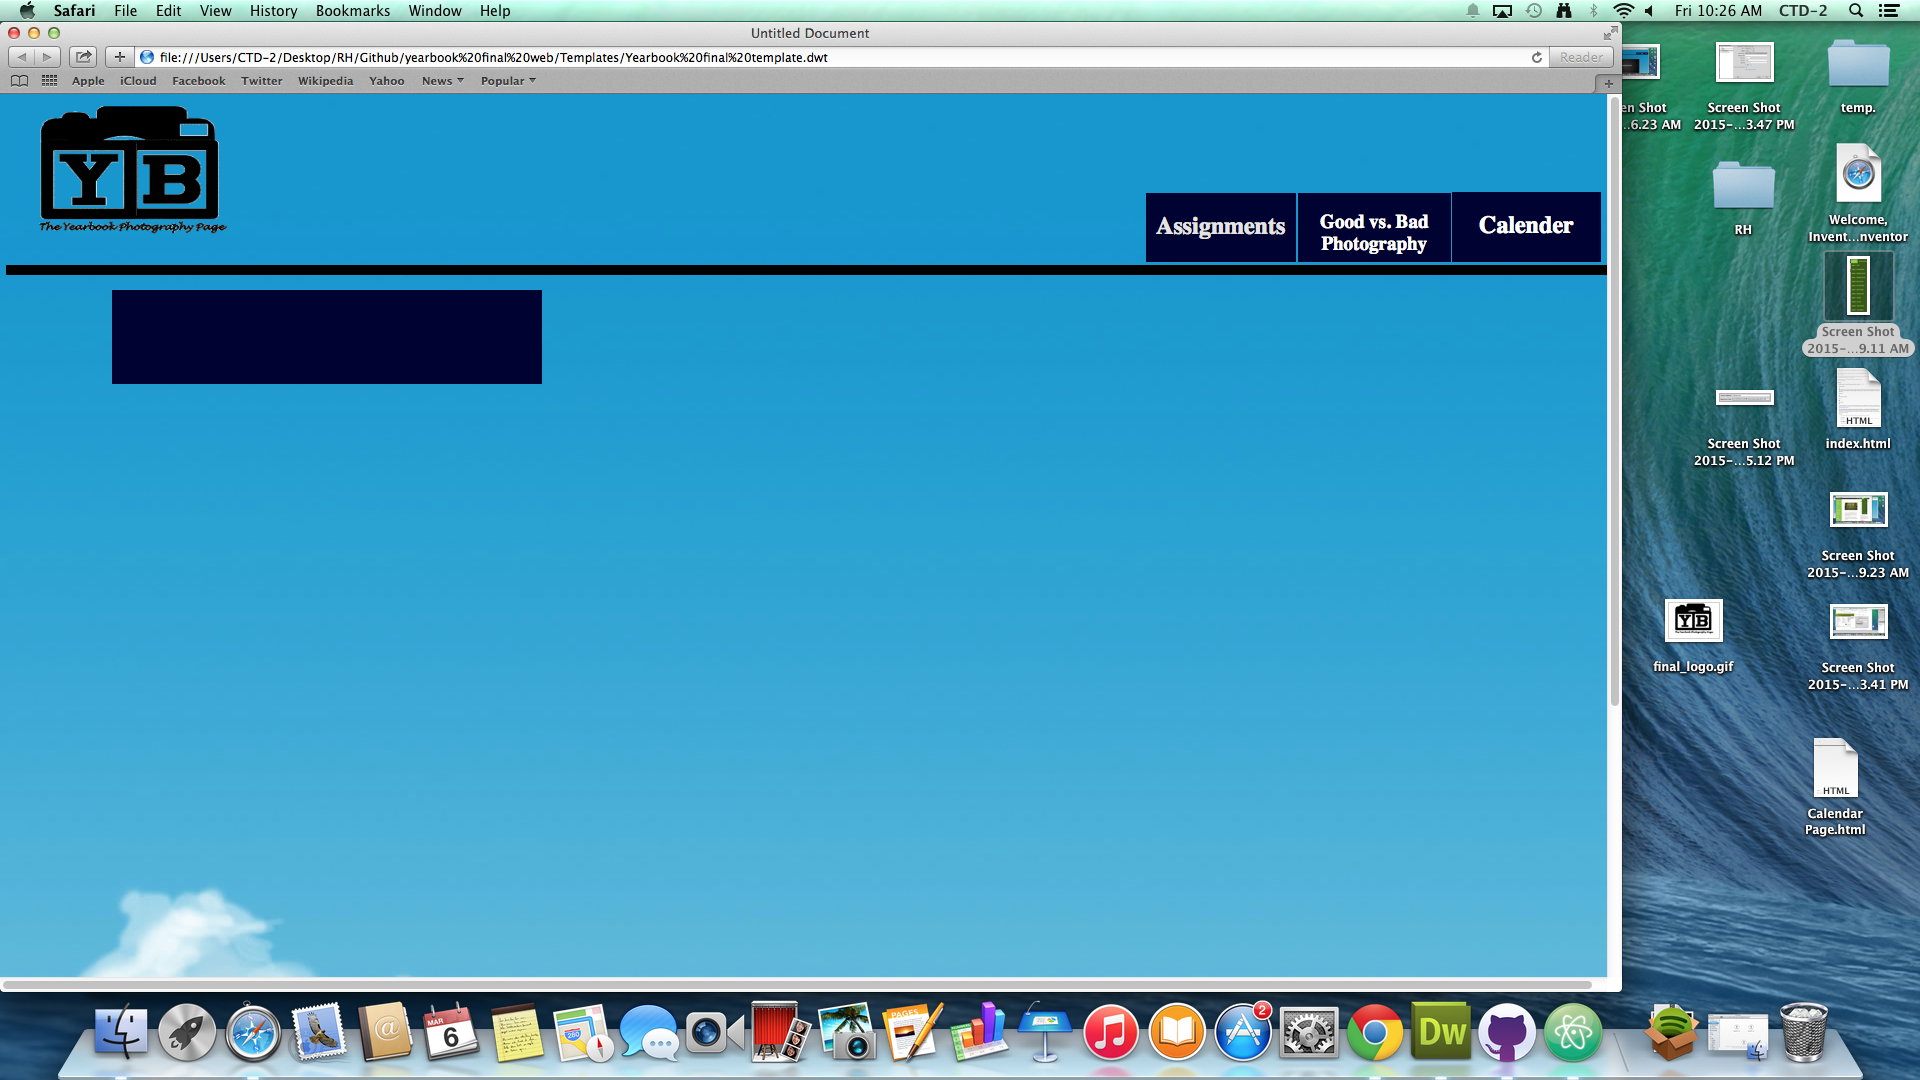 Safari File Edit View History Bookmarks Window Help
Fri 10:26 AM CTD-2
Untitled Document
file:///Users/CTD-2/Desktop/RH/Github/yearbook%20final%20web/Templates/Yearbook%20final%20template.dwt
Reader
Apple iCloud Facebook Twitter Wikipedia Yahoo News Popular
YB
The Yearbook Photography Page
Assignments
Good vs. Bad
Photography
Calender
en Shot
...6.23 AM
Screen Shot
2015-...3.47 PM
temp.
RH
Welcome,
Invent...nventor
Screen Shot
2015-...9.11 AM
Screen Shot
2015-...5.12 PM
HTML
index.html
Screen Shot
2015-...9.23 AM
YB
final_logo.gif
Screen Shot
2015-...3.41 PM
HTML
Calendar
Page.html
MAR
6
@
280
PAGES
2
Dw